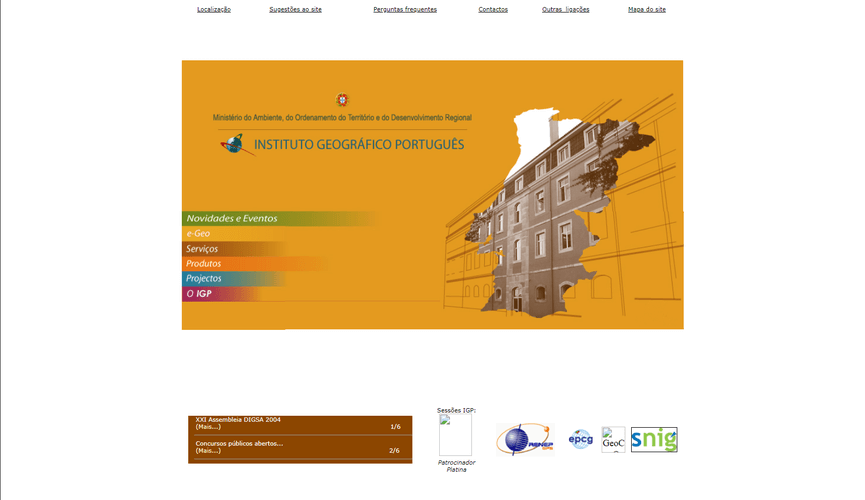 Localização Sugestões ao site Perguntas frequentes Contactos Outras ligações Mapa do site
Ministério do Ambiente, do Ordenamento do Território e do Desenvolvimento Regional
INSTITUTO GEOGRÁFICO PORTUGUÊS
Novidades e Eventos
e-Geo
Serviços
Produtos
Projectos
O IGP
XXI Assembleia DIGSA 2004
(Mais...) 1/6
Concursos públicos abertos...
(Mais...) 2/6
Sessões IGP:
Patrocinador
Platina
RENEP
epcg
GeoC
snig